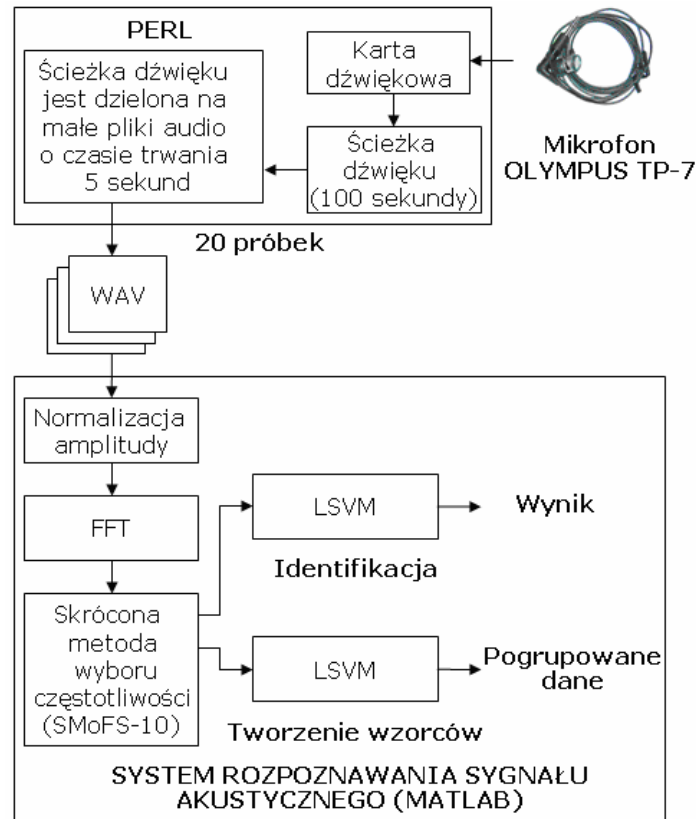 PERL
Ścieżka dźwięku
jest dzielona na
małe pliki audio
o czasie trwania
5 sekund
Karta
dźwiękowa
Ścieżka
dźwięku
(100 sekundy)
Mikrofon
OLYMPUS TP-7
20 próbek
WAV
Normalizacja
amplitudy
FFT
Skrócona
metoda
wyboru
częstotliwości
(SMoFS-10)
LSVM
Wynik
Identifikacja
LSVM
Pogrupowane
dane
Tworzenie wzorców
SYSTEM ROZPOZNAWANIA SYGNAŁU
AKUSTYCZNEGO (MATLAB)